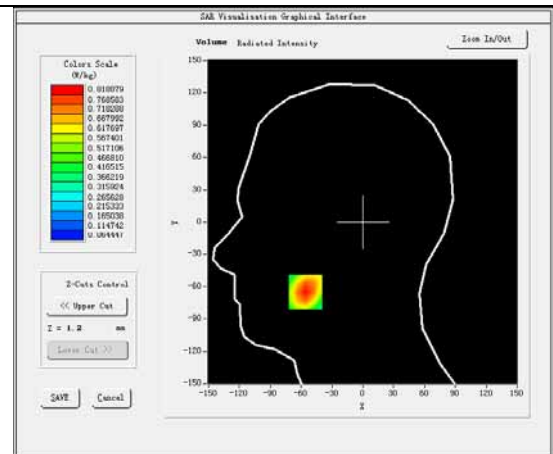 SAR Visualisation Graphical Interface
Volume Radiated Intensity
Zoom In/Out
Colors Scale
(W/kg)
0.818879
0.768583
0.718288
0.667992
0.617697
0.567401
0.517106
0.466810
0.416515
0.366219
0.315924
0.265628
0.215333
0.165038
0.114742
0.064447
Z-Cuts Control
<< Upper Cut
Z = 1.2 mm
Lower Cut >>
SAVE
Cancel
150
120
90
60
30
0
-30
-60
-90
-120
-150
Y
-150 -120 -90 -60 -30 0 30 60 90 120 150
X